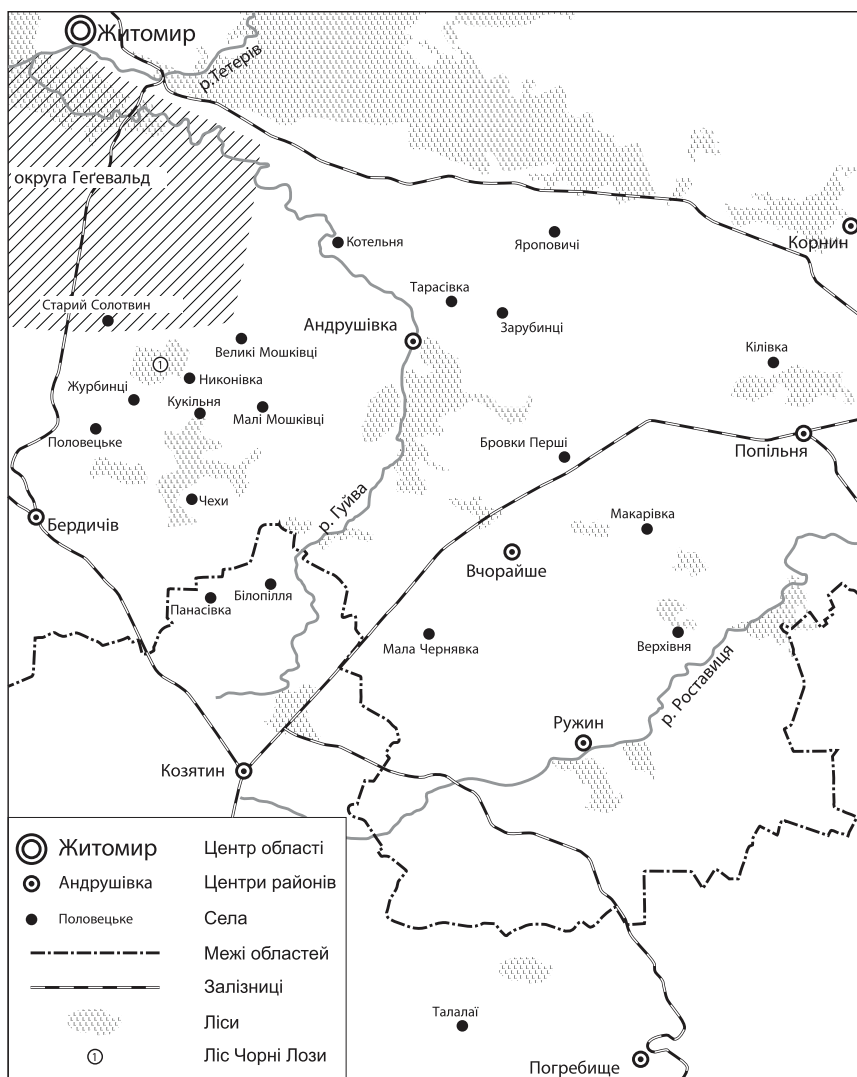 Житомир
р.Тетерів
округа Геґевальд
Корнин
Котельня
Яроповичі
Тарасівка
Старий Солотвин
Зарубинці
Андрушівка
Великі Мошківці
Кілівка
1
Журбинці
Никонівка
Кукільня
Малі Мошківці
Половецьке
Бровки Перші
Попільня
Чехи
р. Гуйва
Бердичів
Макарівка
Вчорайше
Панасівка
Білопілля
Мала Чернявка
Верхівня
р. Роставиця
Ружин
Козятин
Житомир Центр області
Андрушівка Центри районів
Половецьке Села
Межі областей
Залізниці
Ліси
1 Ліс Чорні Лози
Талалаї
Погребище